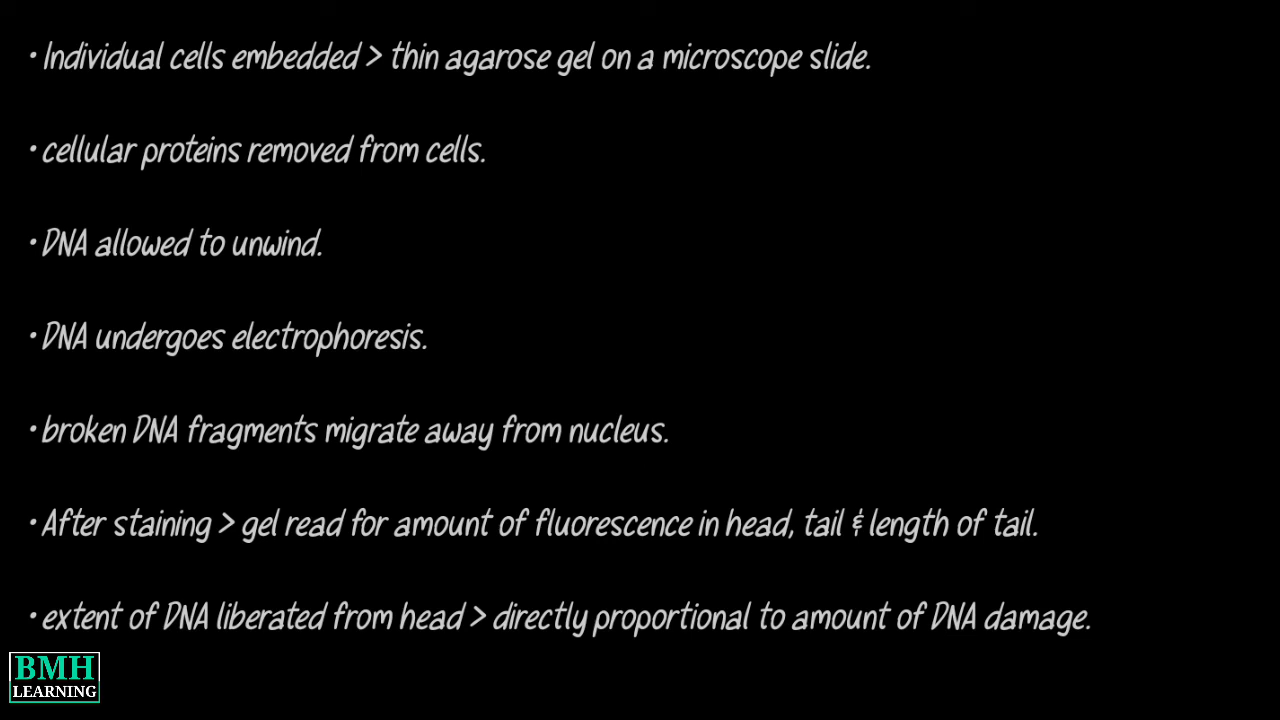 • Individual cells embedded > thin agarose gel on a microscope slide.
• cellular proteins removed from cells.
• DNA allowed to unwind.
• DNA undergoes electrophoresis.
• broken DNA fragments migrate away from nucleus.
• After staining > gel read for amount of fluorescence in head, tail & length of tail.
• extent of DNA liberated from head > directly proportional to amount of DNA damage.
BMH
LEARNING